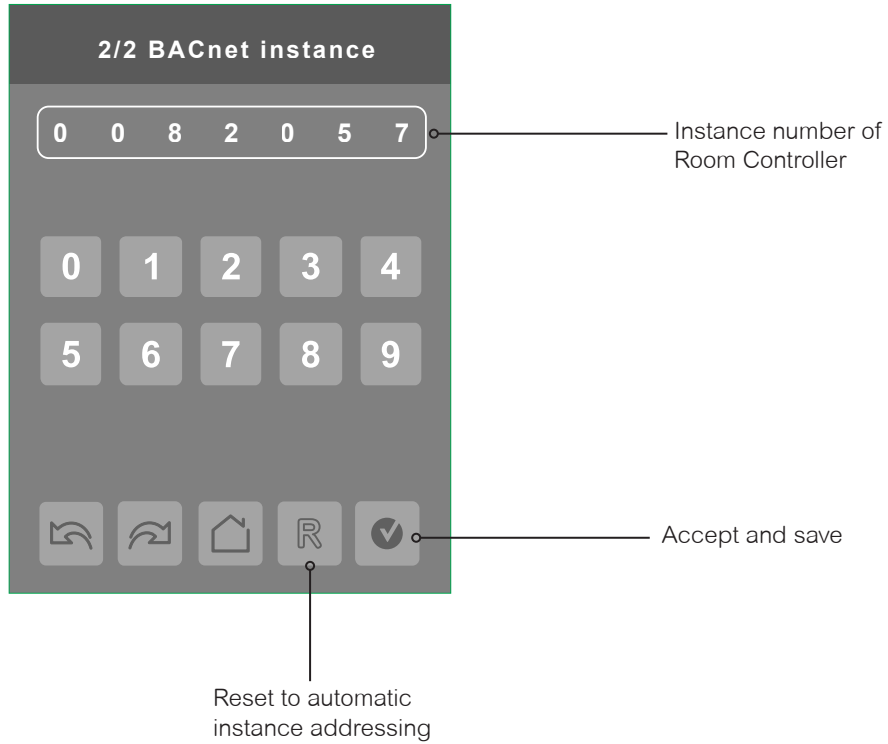 2/2 BACnet instance
0 0 8 2 0 5 7
Instance number of
Room Controller
0 1 2 3 4
5 6 7 8 9
R
Accept and save
Reset to automatic
instance addressing